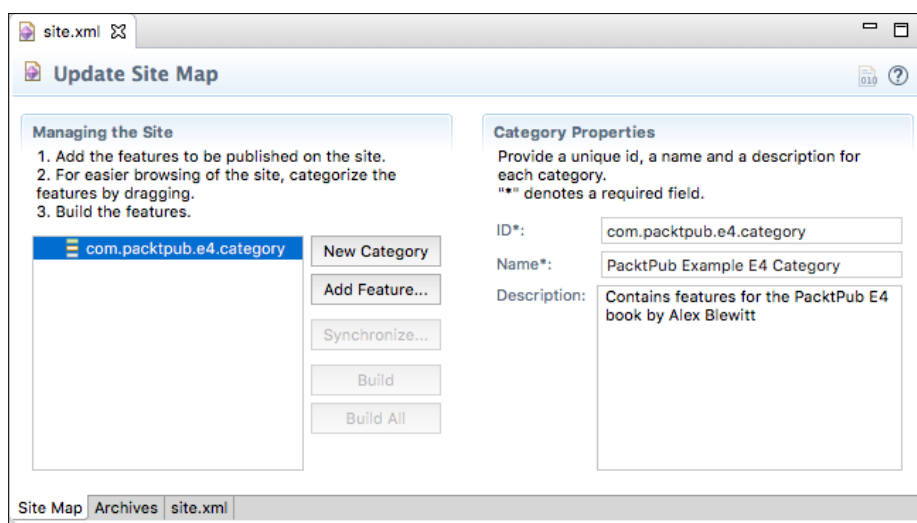 site.xml
Update Site Map
010
Managing the Site
1. Add the features to be published on the site.
2. For easier browsing of the site, categorize the
features by dragging.
3. Build the features.
com.packtpub.e4.category
New Category
Add Feature...
Synchronize...
Build
Build All
Category Properties
Provide a unique id, a name and a description for
each category.
"*" denotes a required field.
ID*:
com.packtpub.e4.category
Name*:
PacktPub Example E4 Category
Description:
Contains features for the PacktPub E4
book by Alex Blewitt
Site Map
Archives
site.xml